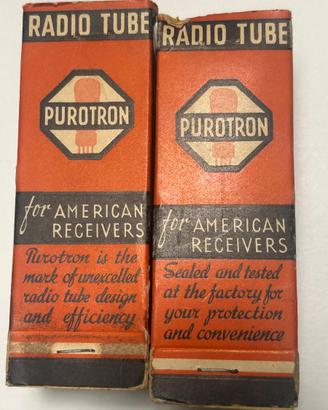 RADIO TUBE
PUROTRON
for AMERICAN
RECEIVERS
Purotron is the
mark of unexcelled
radio tube design
and efficiency
RADIO TUBE
PUROTRON
for AMERICAN
RECEIVERS
Sealed and tested
at the factory for
your protection
and convenience